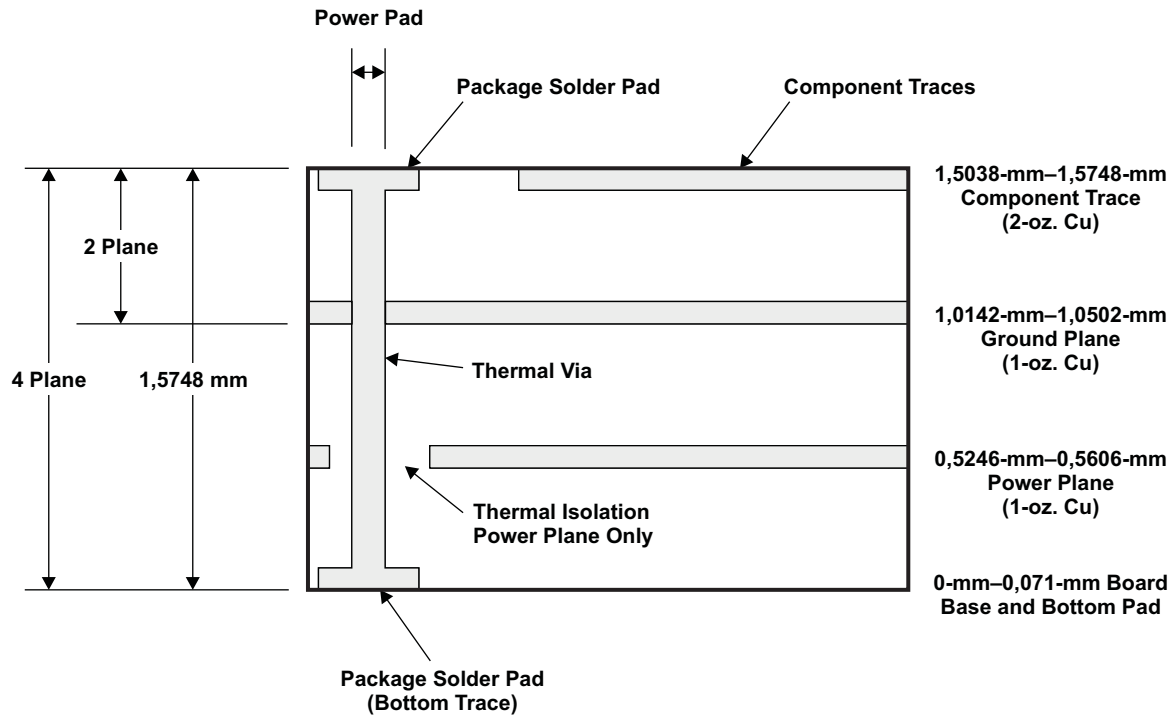 Power Pad
Package Solder Pad
Component Traces
1,5038-mm–1,5748-mm
Component Trace
(2-oz. Cu)
2 Plane
1,0142-mm–1,0502-mm
Ground Plane
(1-oz. Cu)
4 Plane
1,5748 mm
Thermal Via
0,5246-mm–0,5606-mm
Power Plane
(1-oz. Cu)
Thermal Isolation
Power Plane Only
0-mm–0,071-mm Board
Base and Bottom Pad
Package Solder Pad
(Bottom Trace)